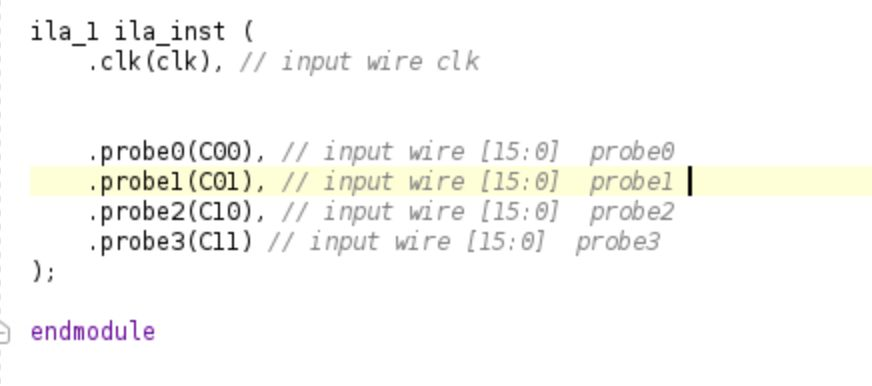 ila_1 ila_inst (
    .clk(clk), // input wire clk
    .probe0(C00), // input wire [15:0]  probe0
    .probe1(C01), // input wire [15:0]  probe1
    .probe2(C10), // input wire [15:0]  probe2
    .probe3(C11) // input wire [15:0]  probe3
);
endmodule